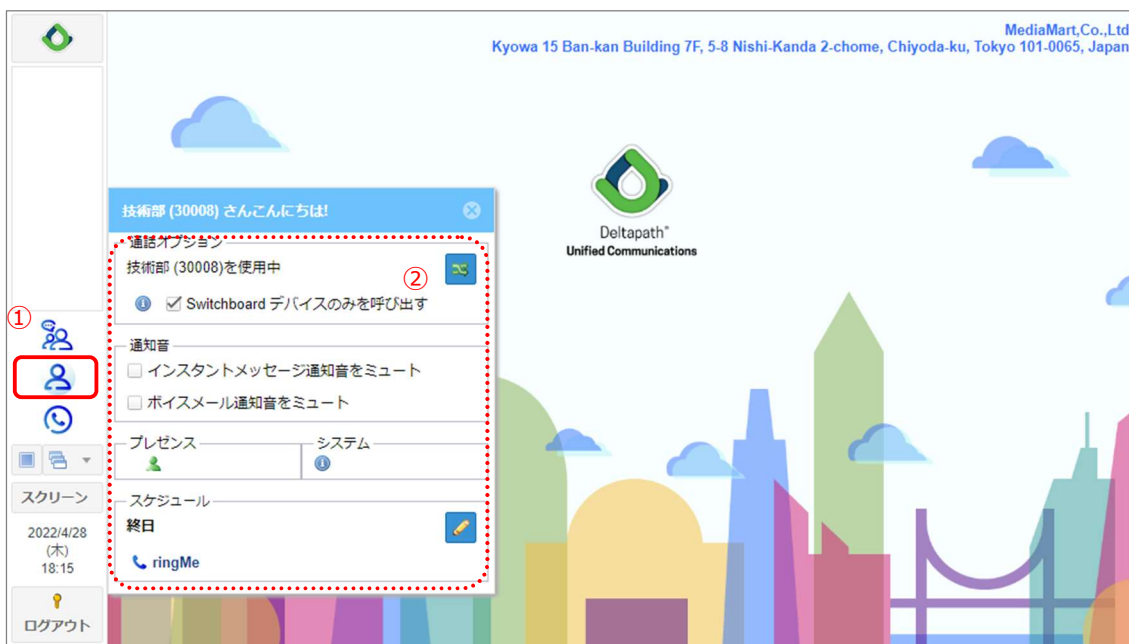 MediaMart,Co.,Ltd
Kyowa 15 Ban-kan Building 7F, 5-8 Nishi-Kanda 2-chome, Chiyoda-ku, Tokyo 101-0065, Japan
Deltapath
Unified Communications
技術部 (30008) さんこんにちは!
通話オプション
技術部 (30008)を使用中
②
Switchboard デバイスのみを呼び出す
通知音
インスタントメッセージ通知音をミュート
ボイスメール通知音をミュート
プレゼンス
システム
スケジュール
終日
ringMe
①
スクリーン
2022/4/28
(木)
18:15
ログアウト